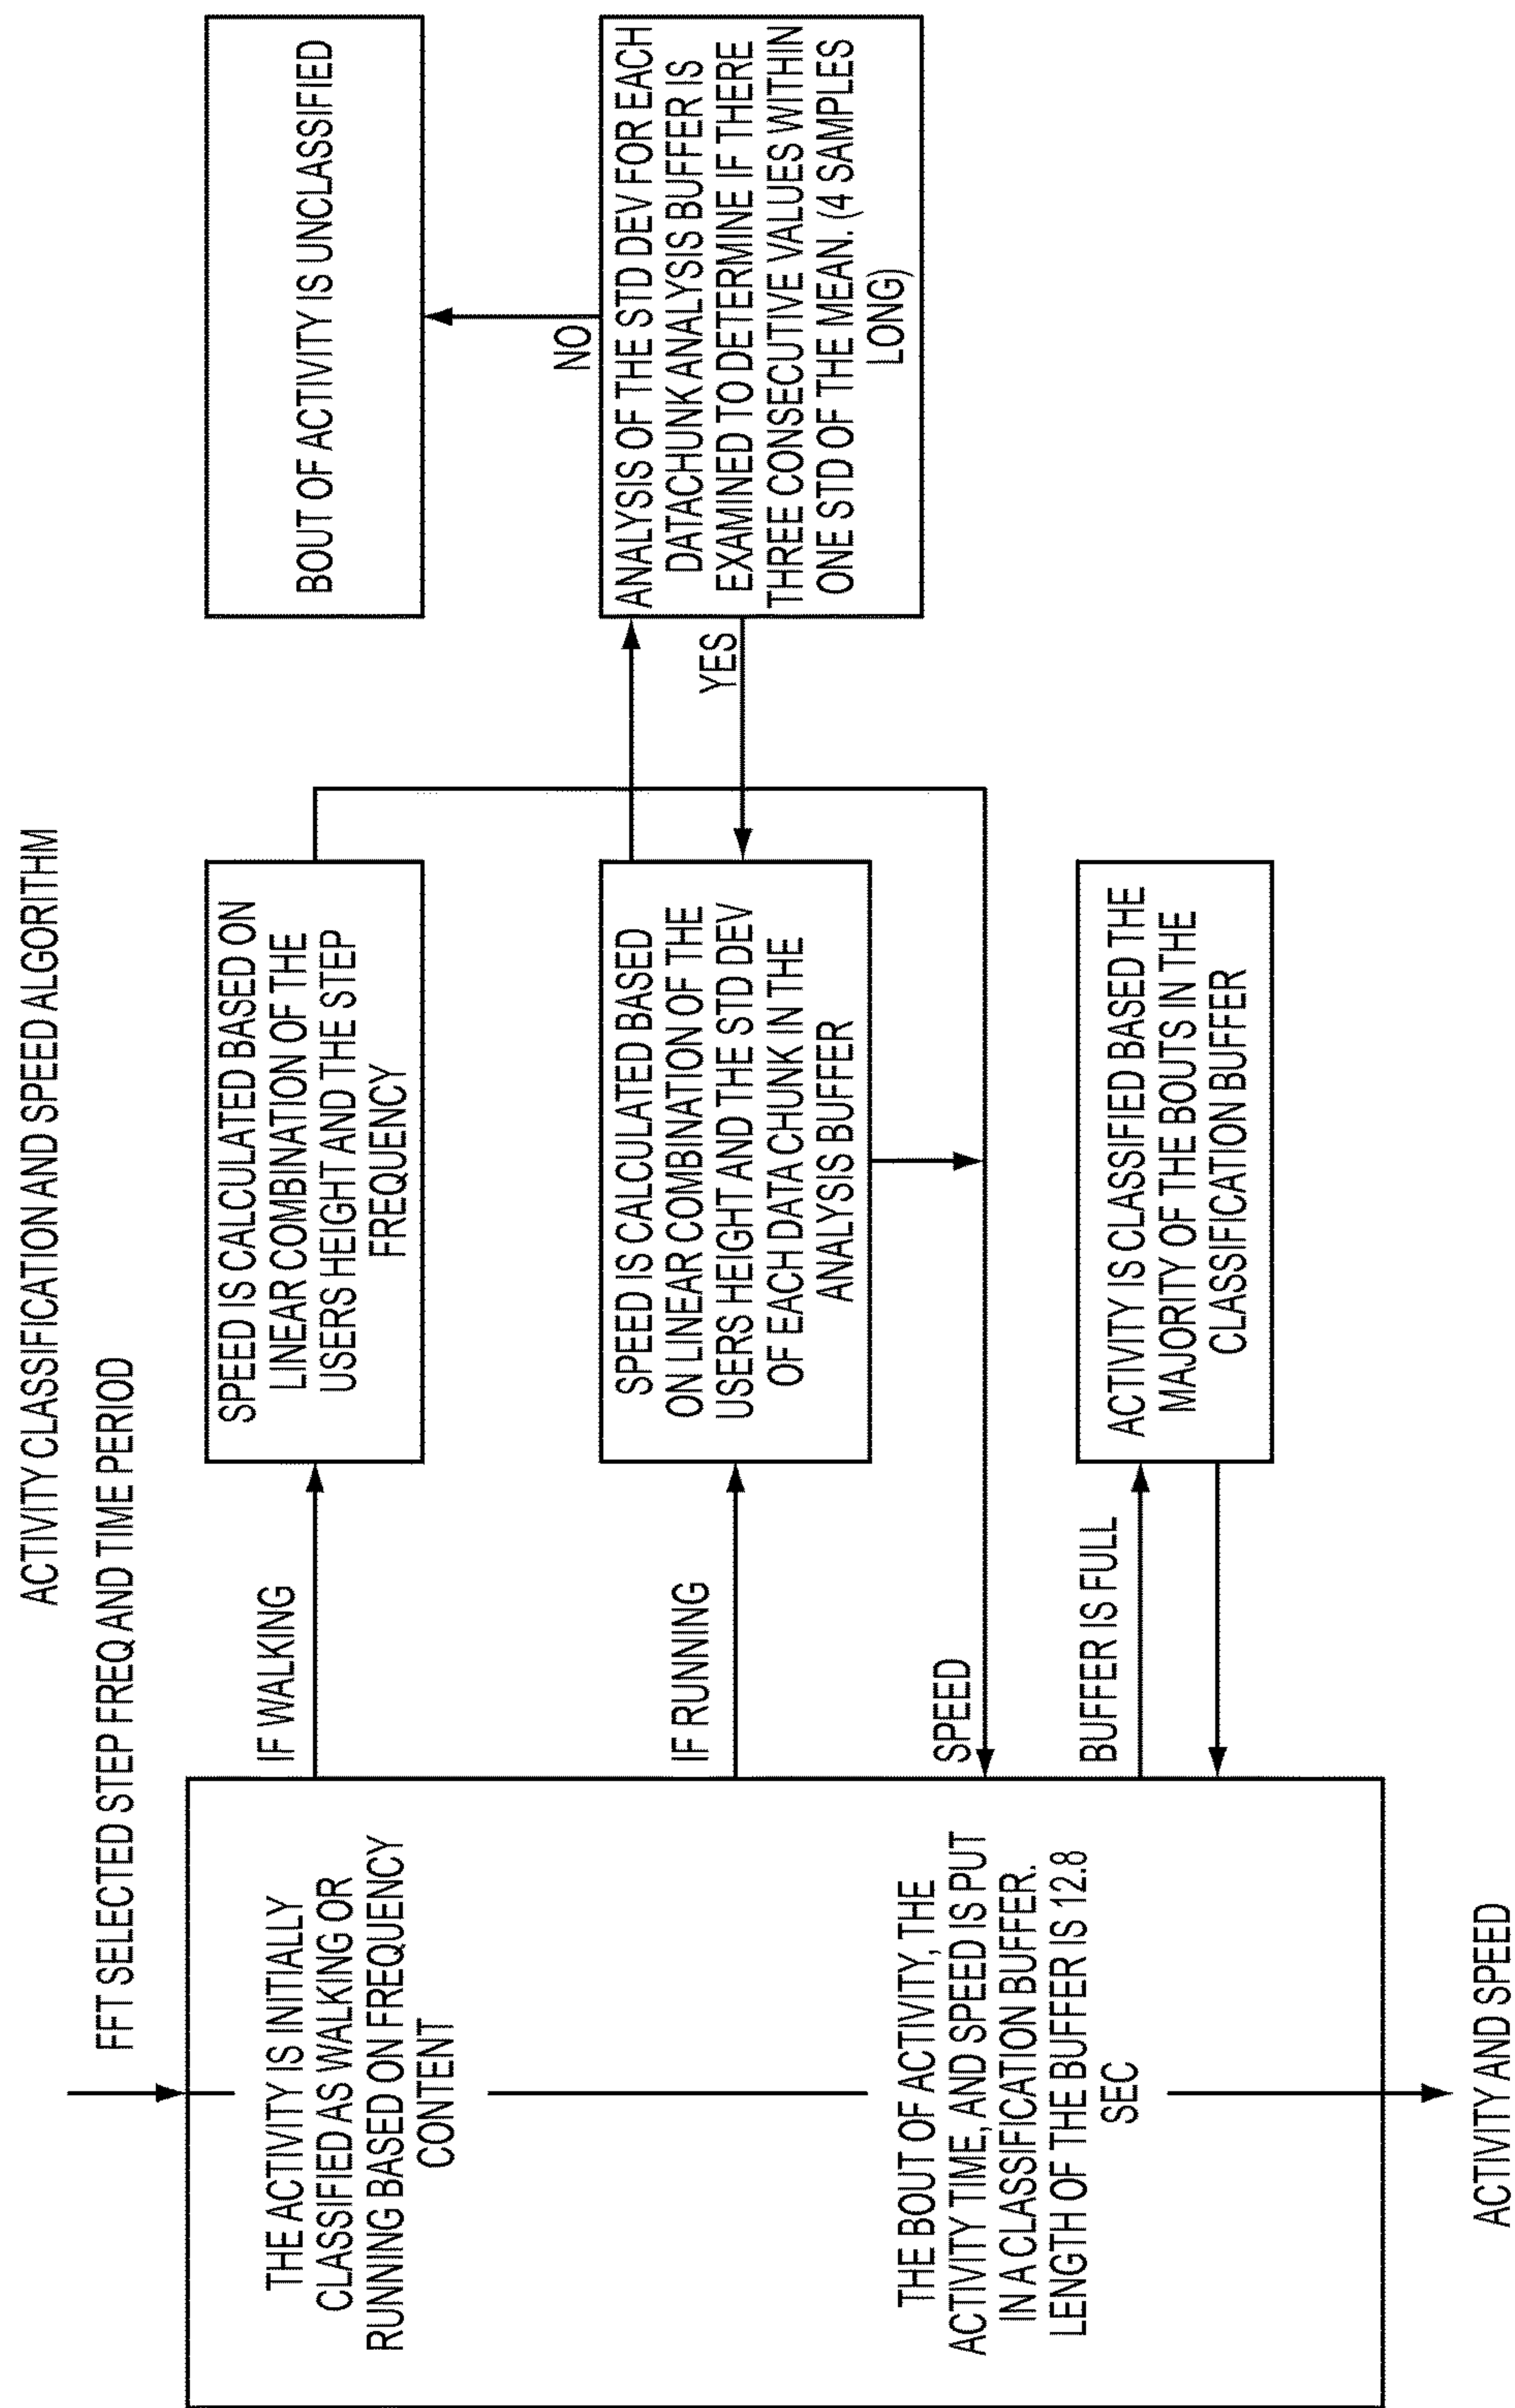 ACTIVITY CLASSIFICATION AND SPEED ALGORITHM
FFT SELECTED STEP FREQ AND TIME PERIOD
THE ACTIVITY IS INITIALLY
CLASSIFIED AS WALKING OR
RUNNING BASED ON FREQUENCY
CONTENT
IF WALKING
SPEED IS CALCULATED BASED ON
LINEAR COMBINATION OF THE
USERS HEIGHT AND THE STEP
FREQUENCY
BOUT OF ACTIVITY IS UNCLASSIFIED
NO
IF RUNNING
SPEED IS CALCULATED BASED
ON LINEAR COMBINATION OF THE
USERS HEIGHT AND THE STD DEV
OF EACH DATA CHUNK IN THE
ANALYSIS BUFFER
YES
ANALYSIS OF THE STD DEV FOR EACH
DATACHUNK ANALYSIS BUFFER IS
EXAMINED TO DETERMINE IF THERE
THREE CONSECUTIVE VALUES WITHIN
ONE STD OF THE MEAN. (4 SAMPLES
LONG)
SPEED
THE BOUT OF ACTIVITY, THE
ACTIVITY TIME, AND SPEED IS PUT
IN A CLASSIFICATION BUFFER.
LENGTH OF THE BUFFER IS 12.8
SEC
BUFFER IS FULL
ACTIVITY IS CLASSIFIED BASED THE
MAJORITY OF THE BOUTS IN THE
CLASSIFICATION BUFFER
ACTIVITY AND SPEED